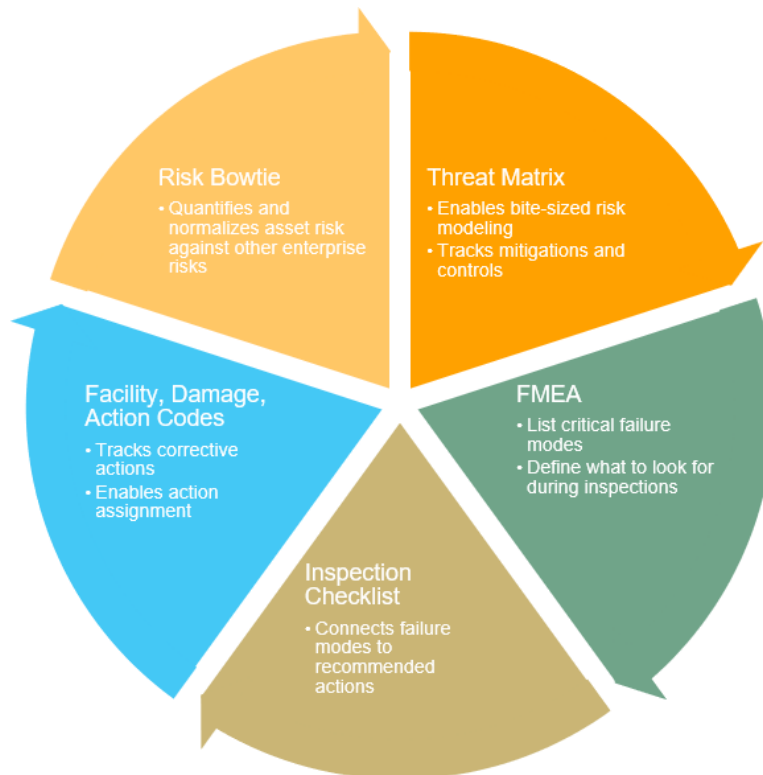 Risk Bowtie
• Quantifies and
normalizes asset risk
against other enterprise
risks
Threat Matrix
• Enables bite-sized risk
modeling
• Tracks mitigations and
controls
FMEA
• List critical failure
modes
• Define what to look for
during inspections
Inspection
Checklist
• Connects failure
modes to
recommended
actions
Facility, Damage,
Action Codes
• Tracks corrective
actions
• Enables action
assignment